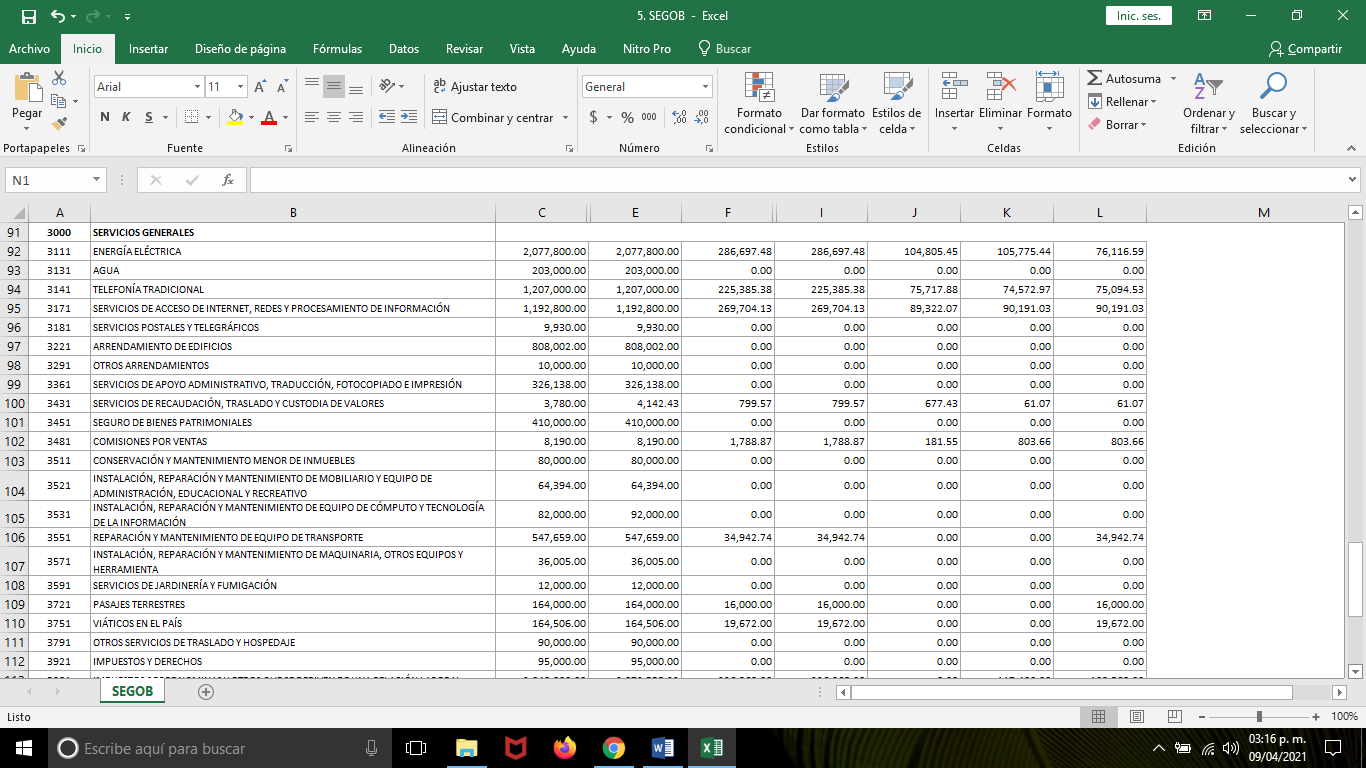 5. SEGOB - Excel
Inic. ses.
Archivo Inicio Insertar Diseño de página Fórmulas Datos Revisar Vista Ayuda Nitro Pro Buscar Compartir
Pegar
Portapapeles
Arial 11
N K S
Fuente
ab Ajustar texto
Combinar y centrar
Alineación
General
$ % 000
Número
Formato condicional
Dar formato como tabla
Estilos de celda
Estilos
Insertar Eliminar Formato
Celdas
Autosuma
Rellenar
Borrar
Ordenar y filtrar
Buscar y seleccionar
Edición
N1 fx
A B C E F I J K L M
91 3000 SERVICIOS GENERALES
92 3111 ENERGÍA ELÉCTRICA 2,077,800.00 2,077,800.00 286,697.48 286,697.48 104,805.45 105,775.44 76,116.59
93 3131 AGUA 203,000.00 203,000.00 0.00 0.00 0.00 0.00 0.00
94 3141 TELEFONÍA TRADICIONAL 1,207,000.00 1,207,000.00 225,385.38 225,385.38 75,717.88 74,572.97 75,094.53
95 3171 SERVICIOS DE ACCESO DE INTERNET, REDES Y PROCESAMIENTO DE INFORMACIÓN 1,192,800.00 1,192,800.00 269,704.13 269,704.13 89,322.07 90,191.03 90,191.03
96 3181 SERVICIOS POSTALES Y TELEGRÁFICOS 9,930.00 9,930.00 0.00 0.00 0.00 0.00 0.00
97 3221 ARRENDAMIENTO DE EDIFICIOS 808,002.00 808,002.00 0.00 0.00 0.00 0.00 0.00
98 3291 OTROS ARRENDAMIENTOS 10,000.00 10,000.00 0.00 0.00 0.00 0.00 0.00
99 3361 SERVICIOS DE APOYO ADMINISTRATIVO, TRADUCCIÓN, FOTOCOPIADO E IMPRESIÓN 326,138.00 326,138.00 0.00 0.00 0.00 0.00 0.00
100 3431 SERVICIOS DE RECAUDACIÓN, TRASLADO Y CUSTODIA DE VALORES 3,780.00 4,142.43 799.57 799.57 677.43 61.07 61.07
101 3451 SEGURO DE BIENES PATRIMONIALES 410,000.00 410,000.00 0.00 0.00 0.00 0.00 0.00
102 3481 COMISIONES POR VENTAS 8,190.00 8,190.00 1,788.87 1,788.87 181.55 803.66 803.66
103 3511 CONSERVACIÓN Y MANTENIMIENTO MENOR DE INMUEBLES 80,000.00 80,000.00 0.00 0.00 0.00 0.00 0.00
104 3521 INSTALACIÓN, REPARACIÓN Y MANTENIMIENTO DE MOBILIARIO Y EQUIPO DE
ADMINISTRACIÓN, EDUCACIONAL Y RECREATIVO 64,394.00 64,394.00 0.00 0.00 0.00 0.00 0.00
105 3531 INSTALACIÓN, REPARACIÓN Y MANTENIMIENTO DE EQUIPO DE CÓMPUTO Y TECNOLOGÍA
DE LA INFORMACIÓN 82,000.00 92,000.00 0.00 0.00 0.00 0.00 0.00
106 3551 REPARACIÓN Y MANTENIMIENTO DE EQUIPO DE TRANSPORTE 547,659.00 547,659.00 34,942.74 34,942.74 0.00 0.00 34,942.74
107 3571 INSTALACIÓN, REPARACIÓN Y MANTENIMIENTO DE MAQUINARIA, OTROS EQUIPOS Y
HERRAMIENTA 36,005.00 36,005.00 0.00 0.00 0.00 0.00 0.00
108 3591 SERVICIOS DE JARDINERÍA Y FUMIGACIÓN 12,000.00 12,000.00 0.00 0.00 0.00 0.00 0.00
109 3721 PASAJES TERRESTRES 164,000.00 164,000.00 16,000.00 16,000.00 0.00 0.00 16,000.00
110 3751 VIÁTICOS EN EL PAÍS 164,506.00 164,506.00 19,672.00 19,672.00 0.00 0.00 19,672.00
111 3791 OTROS SERVICIOS DE TRASLADO Y HOSPEDAJE 90,000.00 90,000.00 0.00 0.00 0.00 0.00 0.00
112 3921 IMPUESTOS Y DERECHOS 95,000.00 95,000.00 0.00 0.00 0.00 0.00 0.00
SEGOB
Listo 100%
Escribe aquí para buscar
03:16 p. m.
09/04/2021